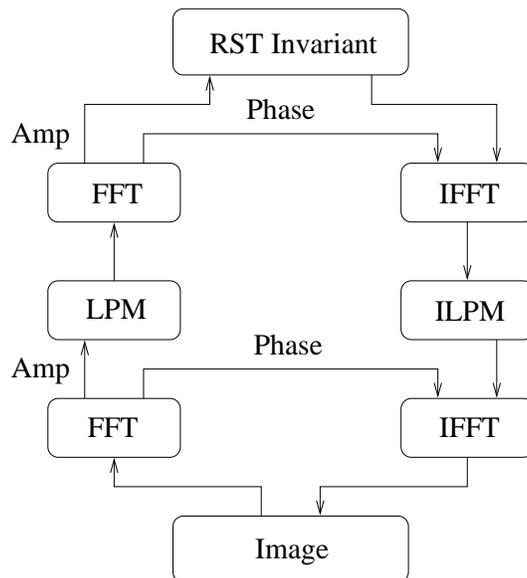 RST Invariant
Phase
Amp
FFT
IFFT
LPM
ILPM
Phase
Amp
FFT
IFFT
Image